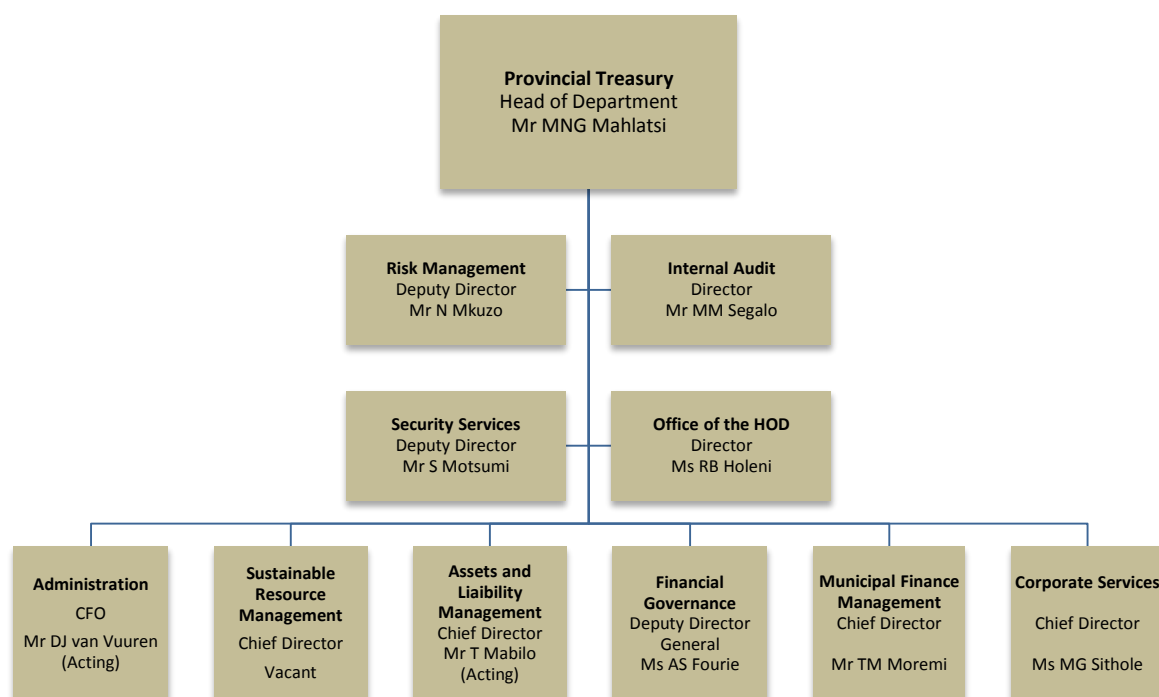 Provincial Treasury
Head of Department
Mr MNG Mahlatsi
Risk Management
Deputy Director
Mr N Mkuzo
Internal Audit
Director
Mr MM Segalo
Security Services
Deputy Director
Mr S Motsumi
Office of the HOD
Director
Ms RB Holeni
Administration
CFO
Mr DJ van Vuuren
(Acting)
Sustainable
Resource
Management
Chief Director
Vacant
Assets and
Liability
Management
Chief Director
Mr T Mabilo
(Acting)
Financial
Governance
Deputy Director
General
Ms AS Fourie
Municipal Finance
Management
Chief Director
Mr TM Moremi
Corporate Services
Chief Director
Ms MG Sithole